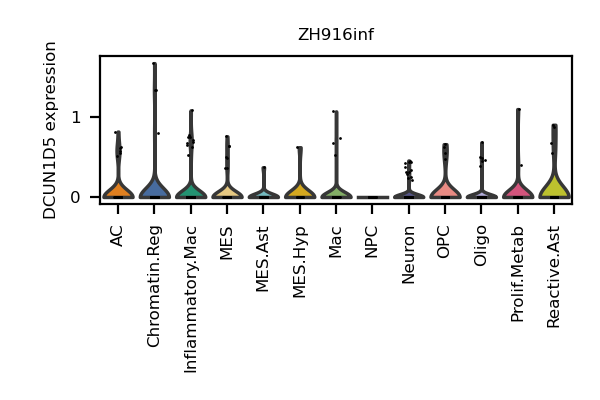 ZH916inf
DCUN1D5 expression
1
0
AC
Chromatin.Reg
Inflammatory.Mac
MES
MES.Ast
MES.Hyp
Mac
NPC
Neuron
OPC
Oligo
Prolif.Metab
Reactive.Ast